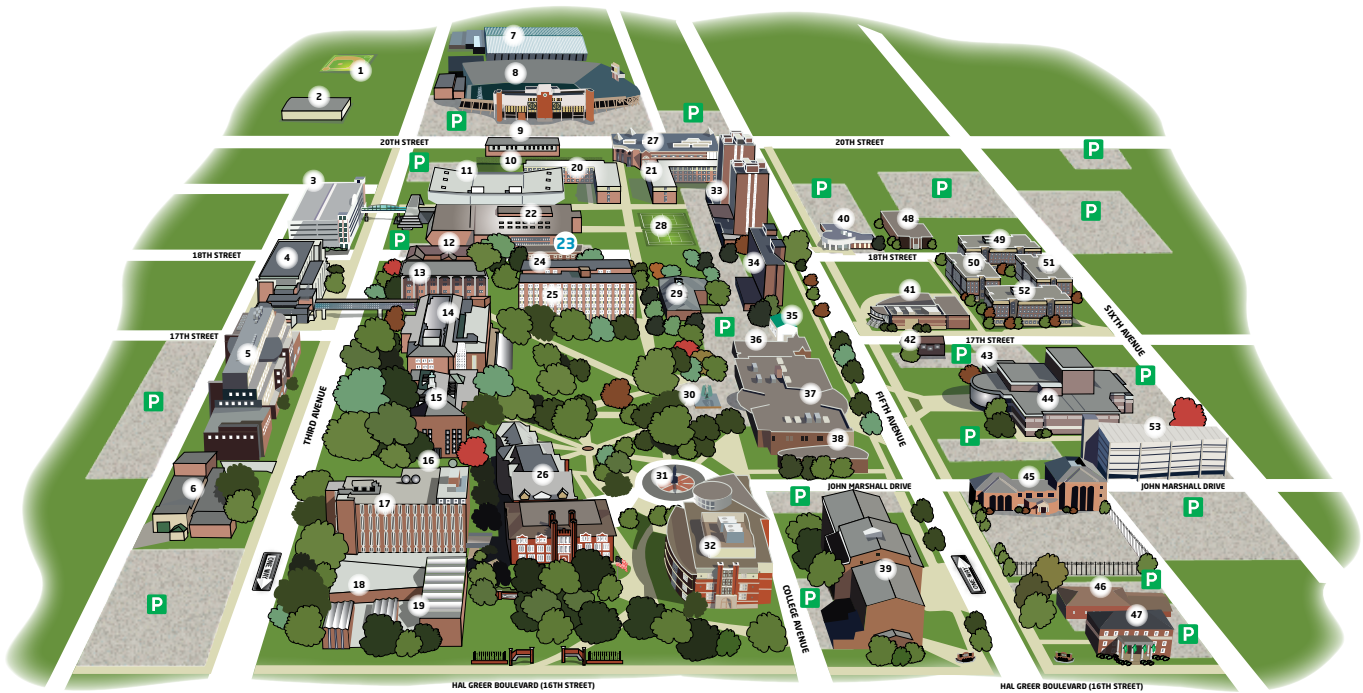 7
1
8
2
P
P
9
20TH STREET
27
20TH STREET
P
10
P
20
11
21
3
33
P
P
P
22
28
40
48
12
23
P
49
18TH STREET
4
13
24
34
18TH STREET
50
51
25
29
41
52
14
35
P
17TH STREET
36
42
17TH STREET
SIXTH AVENUE
5
43
P
P
15
30
37
44
P
THIRD AVENUE
FIFTH AVENUE
53
38
P
16
6
26
31
45
17
JOHN MARSHALL DRIVE
JOHN MARSHALL DRIVE
P
P
32
39
ONE WAY
ONE WAY
18
46
P
P
19
COLLEGE AVENUE
P
47
P
HAL GREER BOULEVARD (16TH STREET)
HAL GREER BOULEVARD (16TH STREET)